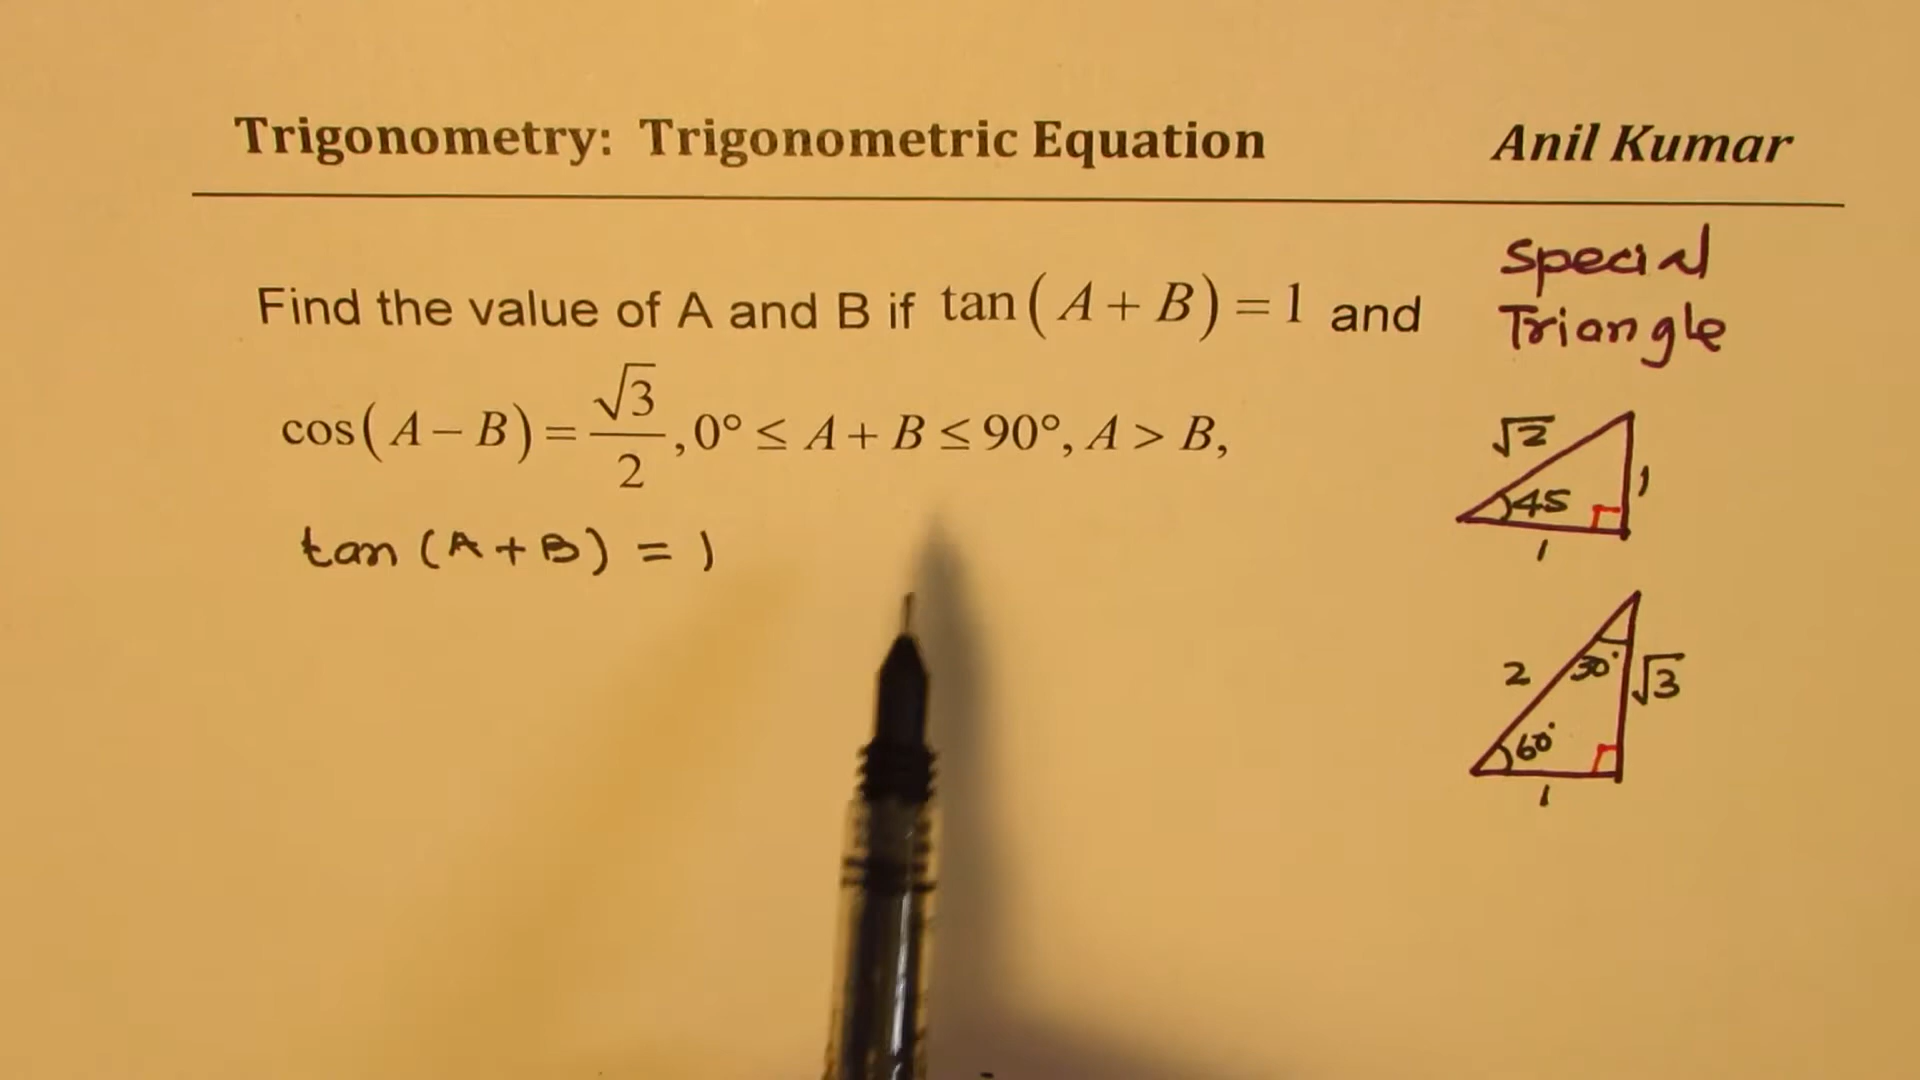 Trigonometry: Trigonometric Equation Anil Kumar
Find the value of A and B if tan(A+B)=1 and
cos(A−B)=√3/2, 0°≤A+B≤90°, A>B,
tan (A+B) = 1
Special
Triangle
√2
45
1
1
2
30°
√3
60°
1